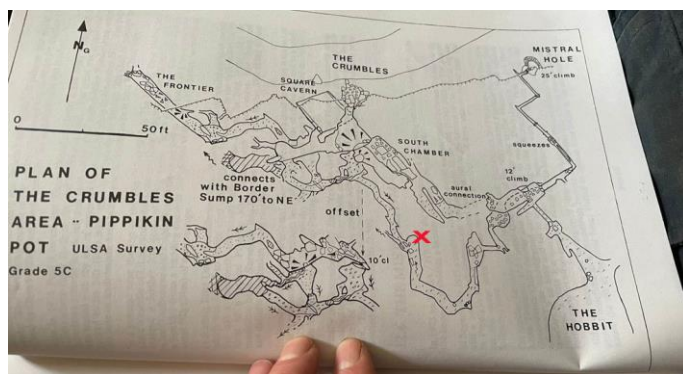 N G
THE
CRUMBLES
MISTRAL
HOLE
25' climb
THE
FRONTIER
SQUARE
CAVERN
0
50 ft
SOUTH
CHAMBER
squeezes
12'
climb
aural
connection
connects
with Border
Sump 170' to NE
offset
PLAN OF
THE CRUMBLES
AREA - PIPPIKIN
POT ULSA Survey
Grade 5C
10' cl
THE
HOBBIT